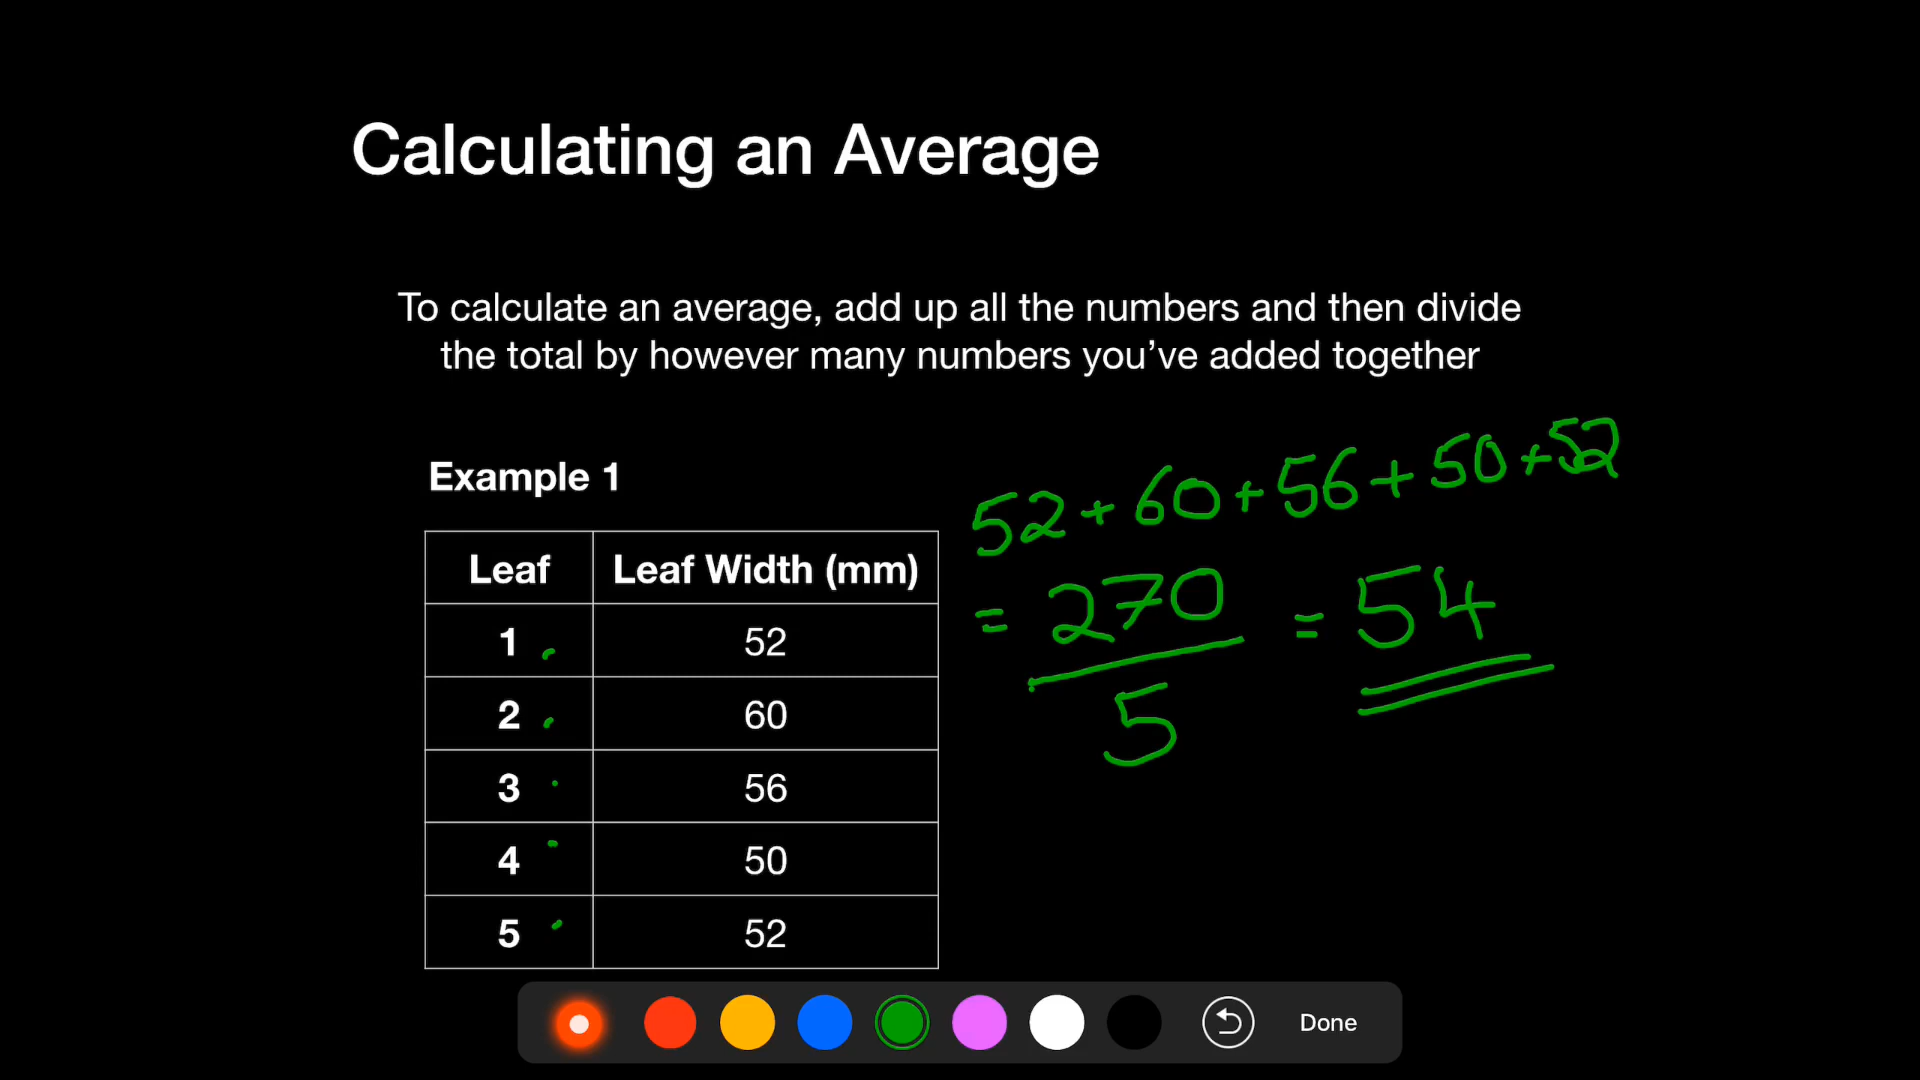 Calculating an Average
To calculate an average, add up all the numbers and then divide
the total by however many numbers you’ve added together
Example 1
Leaf Leaf Width (mm)
1 52
2 60
3 56
4 50
5 52
52+60+56+50+52
= 270 = 54
5
Done